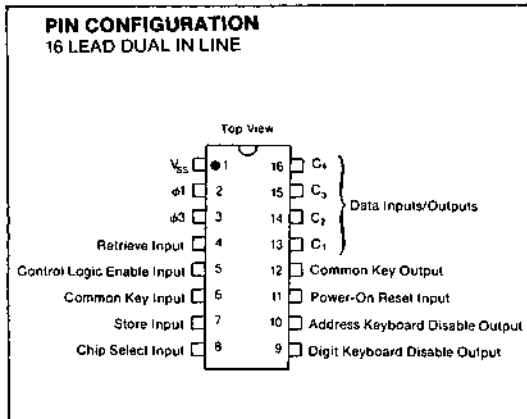 PIN CONFIGURATION
16 LEAD DUAL IN LINE
Top View
VSS 1 16 C4
ϕ1 2 15 C3
ϕ3 3 14 C2
Data Inputs/Outputs
Retrieve Input 4 13 C1
Control Logic Enable Input 5 12 Common Key Output
Common Key Input 6 11 Power-On Reset Input
Store Input 7 10 Address Keyboard Disable Output
Chip Select Input 8 9 Digit Keyboard Disable Output